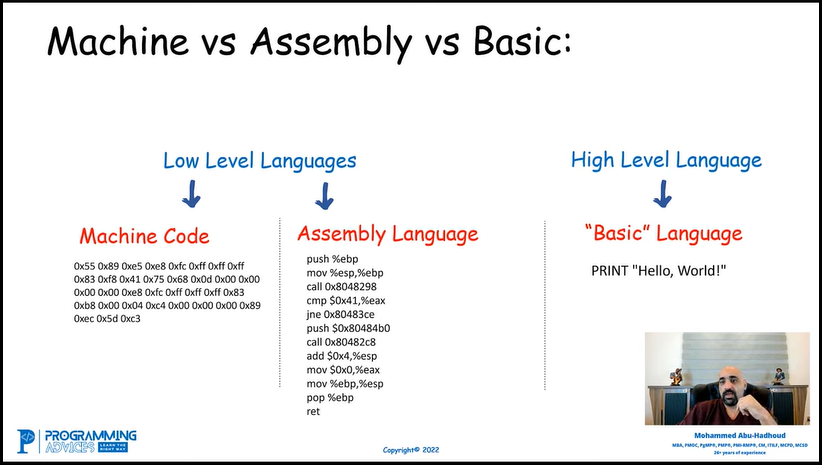 Machine vs Assembly vs Basic:
Low Level Languages
High Level Language
Machine Code
Assembly Language
“Basic” Language
0x55 0x89 0xe5 0xe8 0xfc 0xff 0xff 0xff
0x83 0xf8 0x41 0x75 0x68 0x0d 0x00 0x00
0x00 0x00 0xe8 0xfc 0xff 0xff 0xff 0x83
0xb8 0x00 0x04 0xc4 0x00 0x00 0x00 0x89
0xec 0x5d 0xc3
push %ebp
mov %esp,%ebp
call 0x8048298
cmp $0x41,%eax
jne 0x80483ce
push $0x80484b0
call 0x80482c8
add $0x4,%esp
mov $0x0,%eax
mov %ebp,%esp
pop %ebp
ret
PRINT "Hello, World!"
PROGRAMMING
ADVICES
LEARN THE
RIGHT WAY
Copyright© 2022
Mohammed Abu-Hadhoud
MBA, PMOC, PgMP®, PMP®, PMI-RMP®, CM, ITILF, MCPD, MCSD
26+ years of experience